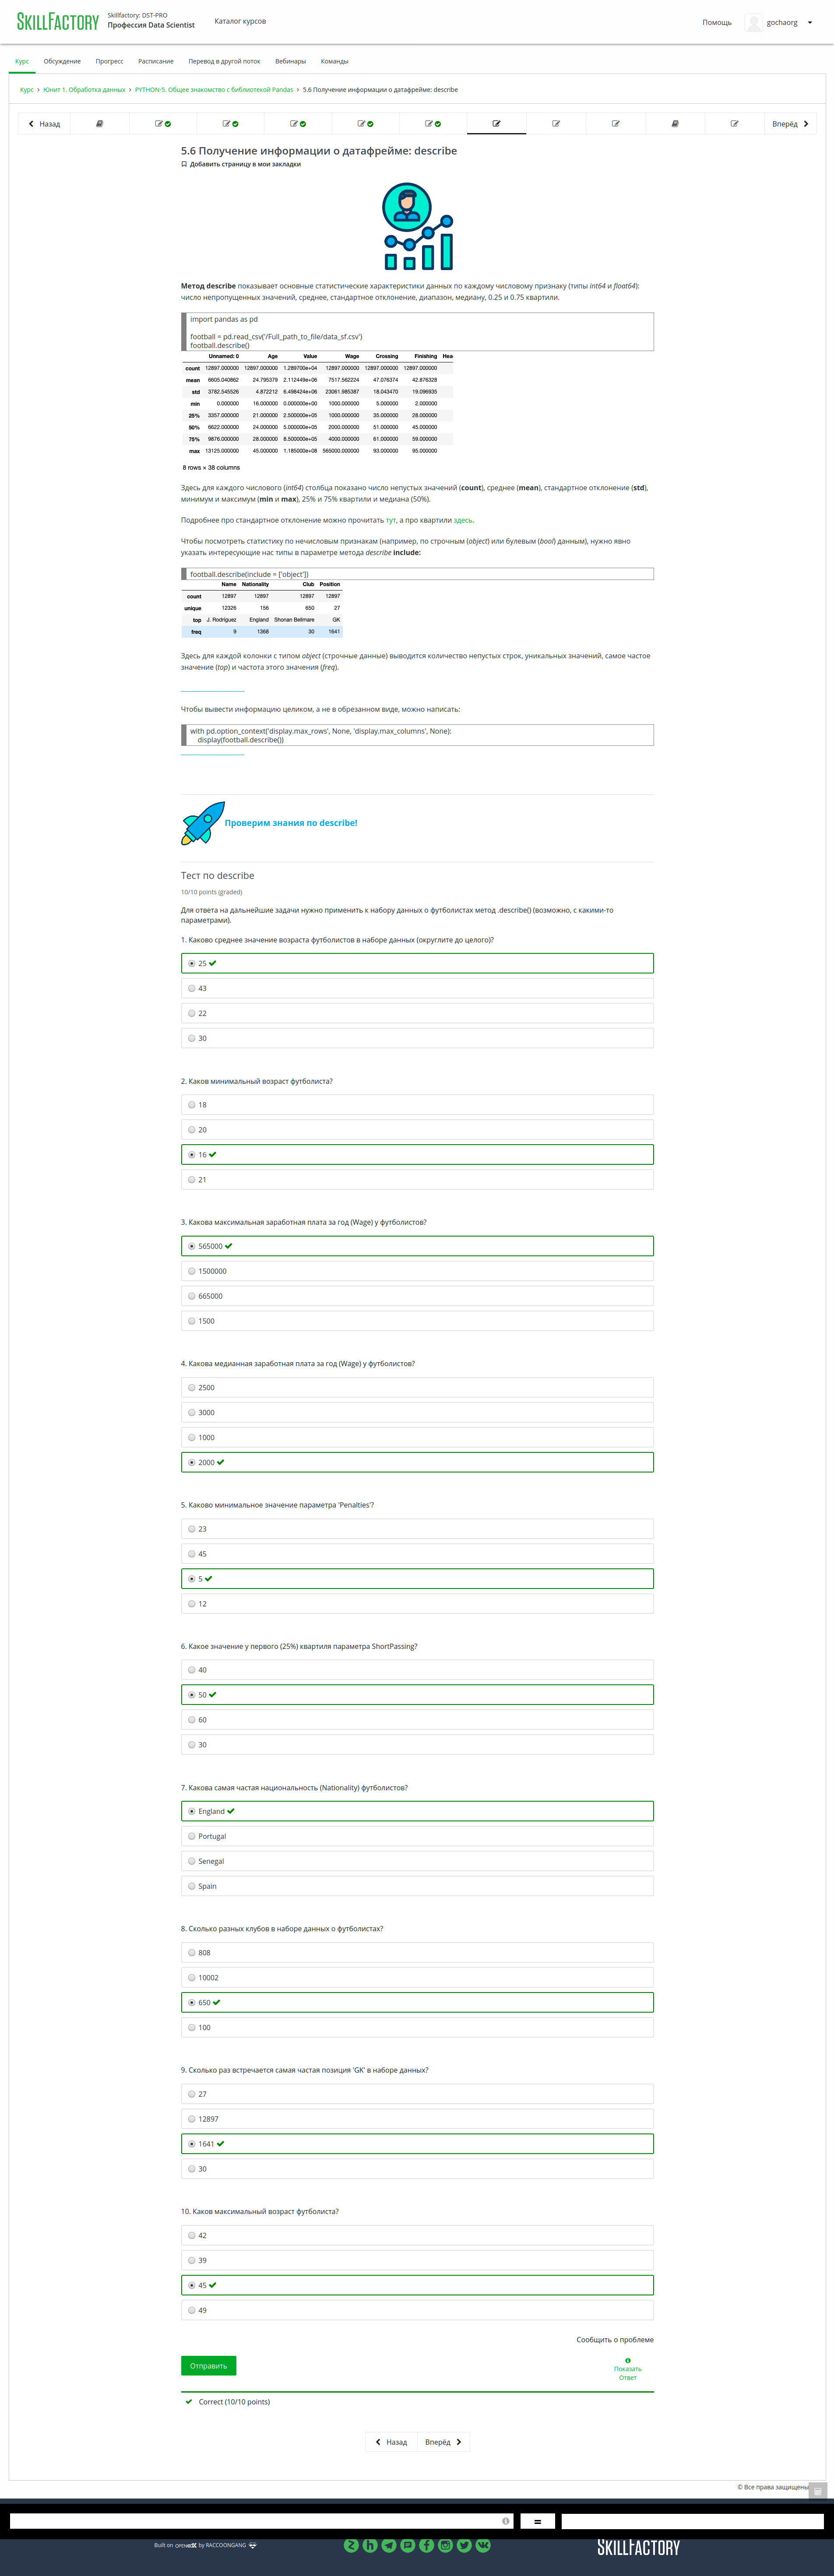 SKILLFACTORY
Skillfactory: DST-PRO
Профессия Data Scientist
Каталог курсов
Помощь
gochaorg
Курс Обсуждение Прогресс Расписание Перевод в другой поток Вебинары Команды
Курс > Юнит 1. Обработка данных > PYTHON-5. Общее знакомство с библиотекой Pandas > 5.6 Получение информации о датафрейме: describe
Назад
Вперёд
5.6 Получение информации о датафрейме: describe
Добавить страницу в мои закладки
Метод describe показывает основные статистические характеристики данных по каждому числовому признаку (типы int64 и float64):
число непропущенных значений, среднее, стандартное отклонение, диапазон, медиану, 0.25 и 0.75 квартили.
import pandas as pd
football = pd.read_csv('/Full_path_to_file/data_sf.csv')
football.describe()
Unnamed: 0 Age Value Wage Crossing Finishing Hea
count 12897.000000 12897.000000 1.289700e+04 12897.000000 12897.000000 12897.000000
mean 6605.040862 24.795379 2.112449e+06 7517.562224 47.076374 42.876328
std 3782.545526 4.872212 6.498424e+06 23061.985387 18.043470 19.096935
min 0.000000 16.000000 0.000000e+00 1000.000000 5.000000 2.000000
25% 3357.000000 21.000000 2.500000e+05 1000.000000 35.000000 28.000000
50% 6622.000000 24.000000 5.000000e+05 2000.000000 51.000000 45.000000
75% 9876.000000 28.000000 8.500000e+05 4000.000000 61.000000 59.000000
max 13125.000000 45.000000 1.185000e+08 565000.000000 93.000000 95.000000
8 rows × 38 columns
Здесь для каждого числового (int64) столбца показано число непустых значений (count), среднее (mean), стандартное отклонение (std),
минимум и максимум (min и max), 25% и 75% квартили и медиана (50%).
Подробнее про стандартное отклонение можно прочитать тут, а про квартили здесь.
Чтобы посмотреть статистику по нечисловым признакам (например, по строчным (object) или булевым (bool) данным), нужно явно
указать интересующие нас типы в параметре метода describe include:
football.describe(include = ['object'])
Name Nationality Club Position
count 12897 12897 12897 12897
unique 12326 156 650 27
top J. Rodríguez England Shonan Bellmare GK
freq 9 1368 30 1641
Здесь для каждой колонки с типом object (строчные данные) выводится количество непустых строк, уникальных значений, самое частое
значение (top) и частота этого значения (freq).
Чтобы вывести информацию целиком, а не в обрезанном виде, можно написать:
with pd.option_context('display.max_rows', None, 'display.max_columns', None):
display(football.describe())
Проверим знания по describe!
Тест по describe
10/10 points (graded)
Для ответа на дальнейшие задачи нужно применить к набору данных о футболистах метод .describe() (возможно, с какими-то
параметрами).
1. Каково среднее значение возраста футболистов в наборе данных (округлите до целого)?
25
43
22
30
2. Каков минимальный возраст футболиста?
18
20
16
21
3. Какова максимальная заработная плата за год (Wage) у футболистов?
565000
1500000
665000
1500
4. Какова медианная заработная плата за год (Wage) у футболистов?
2500
3000
1000
2000
5. Каково минимальное значение параметра 'Penalties'?
23
45
5
12
6. Какое значение у первого (25%) квартиля параметра ShortPassing?
40
50
60
30
7. Какова самая частая национальность (Nationality) футболистов?
England
Portugal
Senegal
Spain
8. Сколько разных клубов в наборе данных о футболистах?
808
10002
650
100
9. Сколько раз встречается самая частая позиция 'GK' в наборе данных?
27
12897
1641
30
10. Каков максимальный возраст футболиста?
42
39
45
49
Сообщить о проблеме
Отправить
Показать
Ответ
Correct (10/10 points)
Назад
Вперёд
© Все права защищены
=
Built on OPENedX by RACCOONGANG
SKILLFACTORY